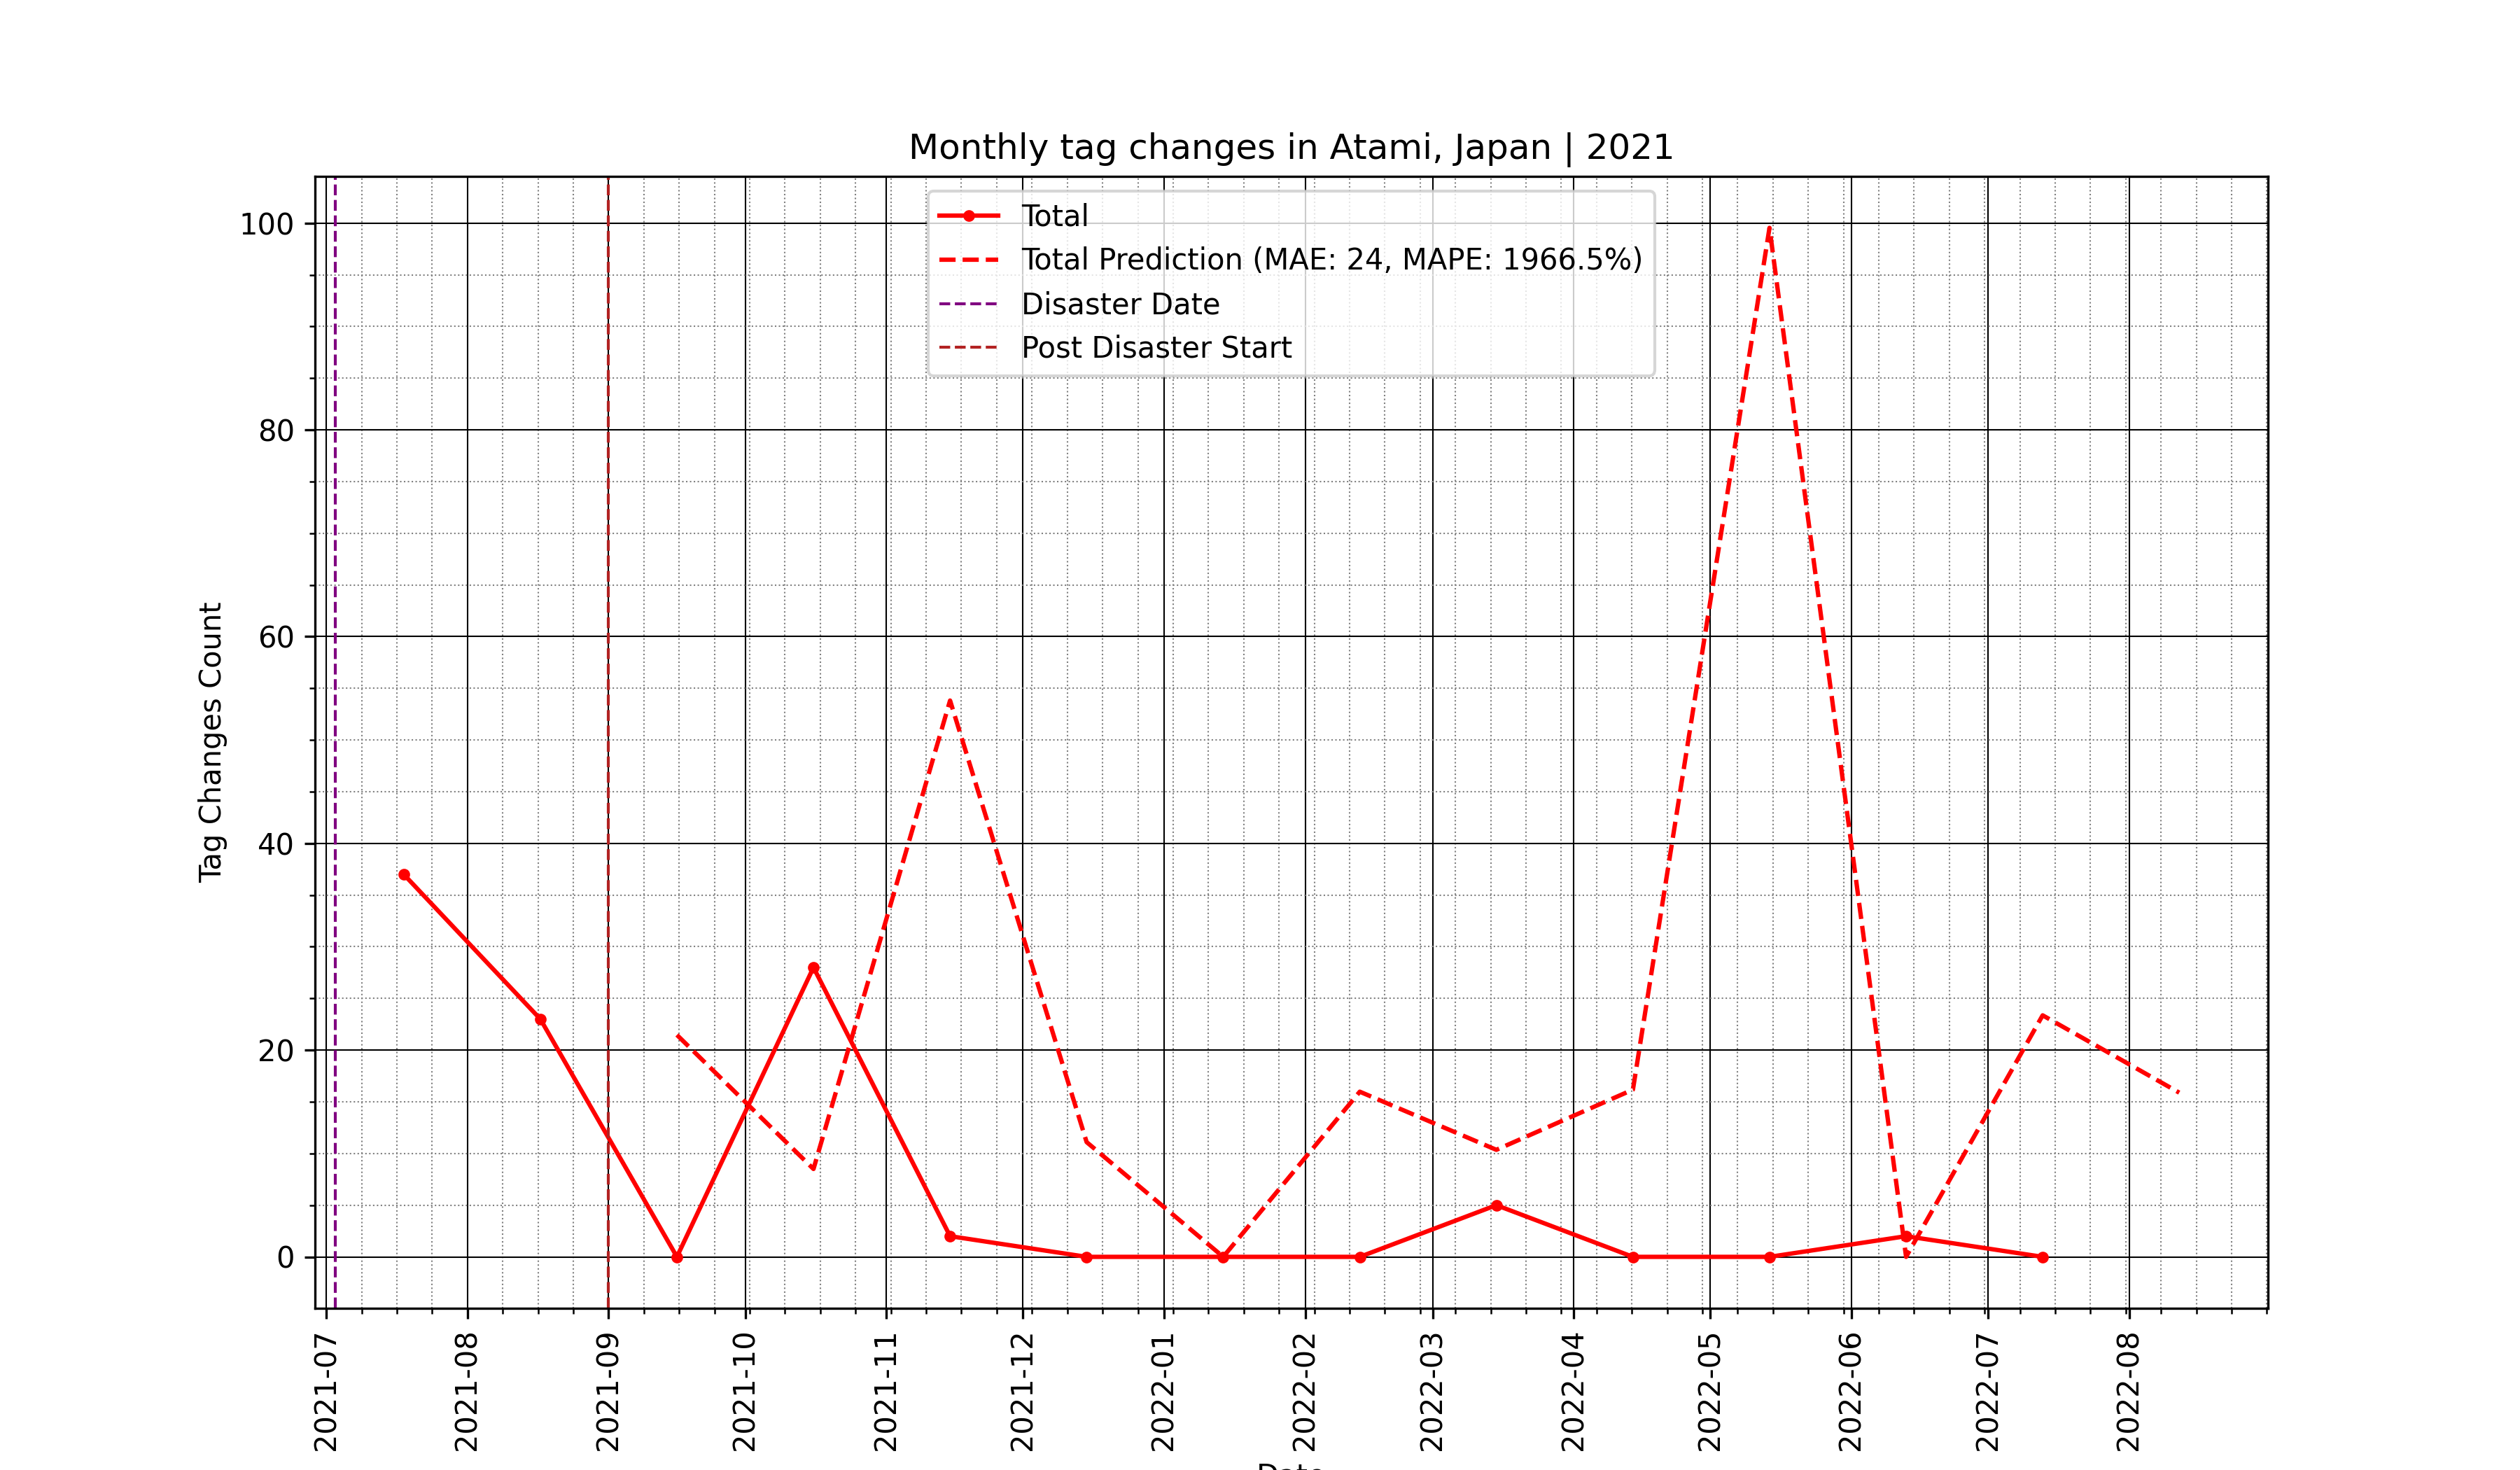 Monthly tag changes in Atami, Japan | 2021
Total
Total Prediction (MAE: 24, MAPE: 1966.5%)
Disaster Date
Post Disaster Start
Tag Changes Count
100
80
60
40
20
0
2021-07
2021-08
2021-09
2021-10
2021-11
2021-12
2022-01
2022-02
2022-03
2022-04
2022-05
2022-06
2022-07
2022-08
Date